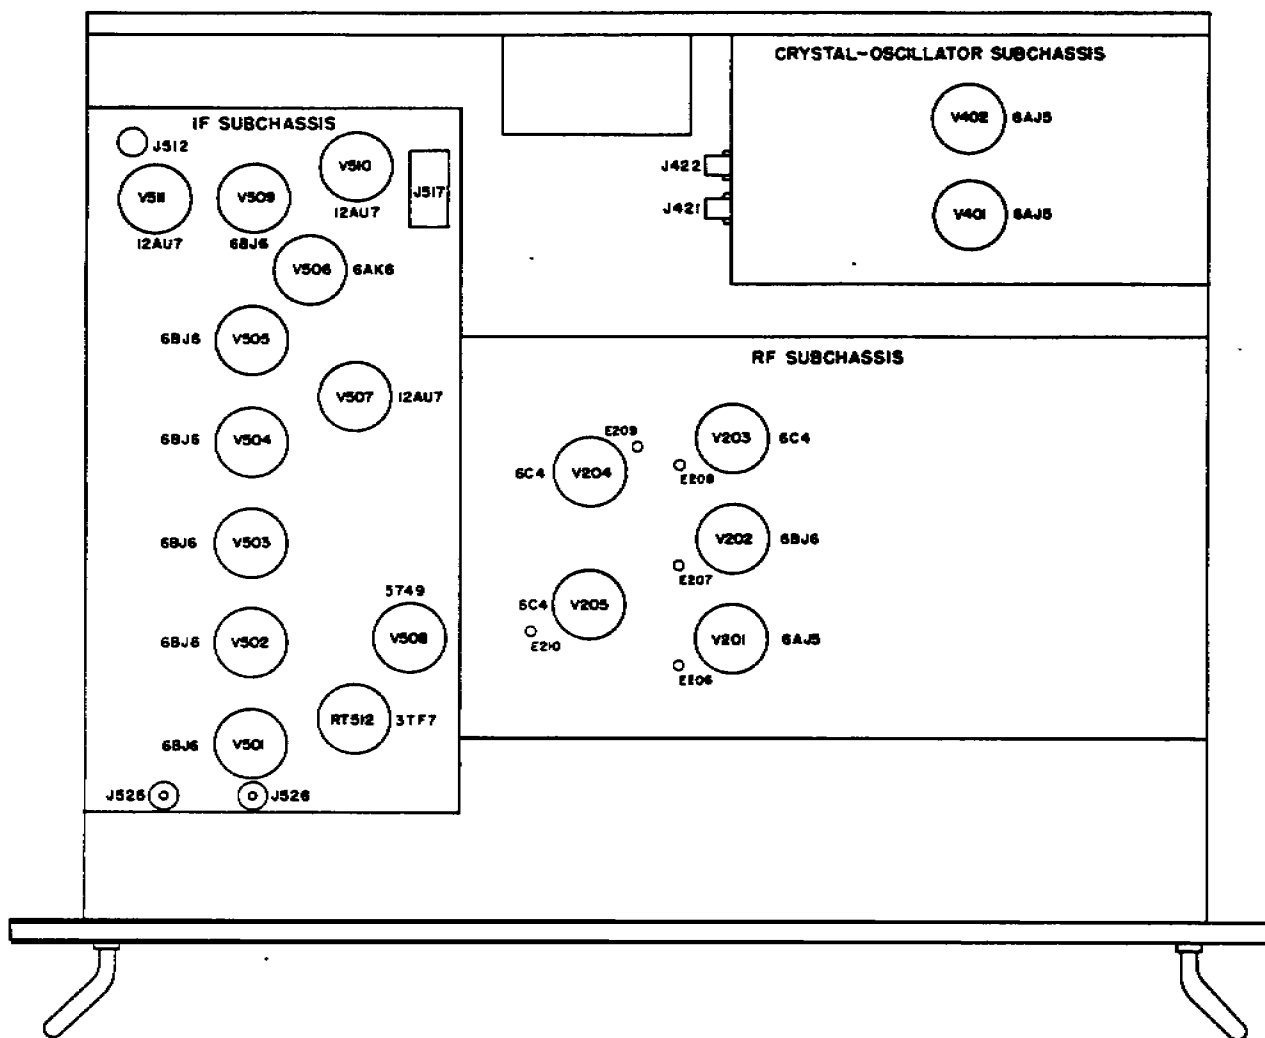 CRYSTAL-OSCILLATOR SUBCHASSIS
V402 6AJ5
V401 6AJ5
J422
J421
IF SUBCHASSIS
J512
V510
12AU7
J517
V511
12AU7
V509
6BJ6
V506 6AK6
6BJ6 V505
V507 12AU7
6BJ6 V504
6BJ6 V503
5749
V508
6BJ6 V502
RT512 3TF7
6BJ6 V501
J525
J526
RF SUBCHASSIS
E209
V203 6C4
6C4 V204
E208
V202 6BJ6
E207
6C4 V205
E210
V201 6AJ5
E206